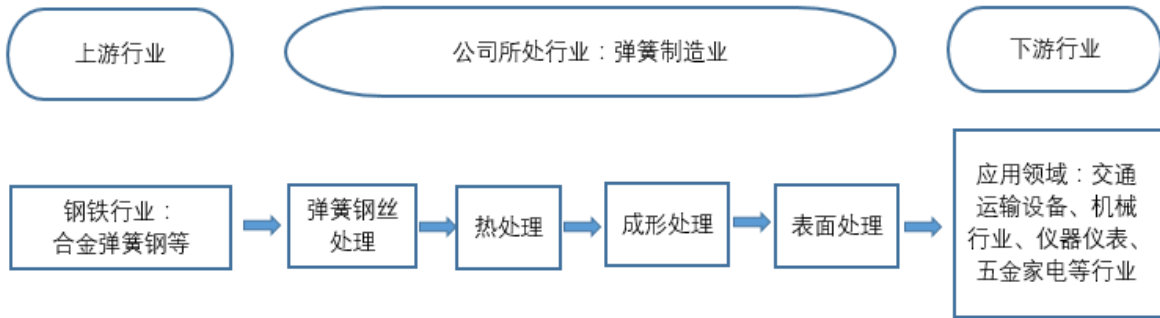 上游行业
公司所处行业：弹簧制造业
下游行业
钢铁行业：
合金弹簧钢等
弹簧钢丝
处理
热处理
成形处理
表面处理
应用领域：交通
运输设备、机械
行业、仪器仪表、
五金家电等行业